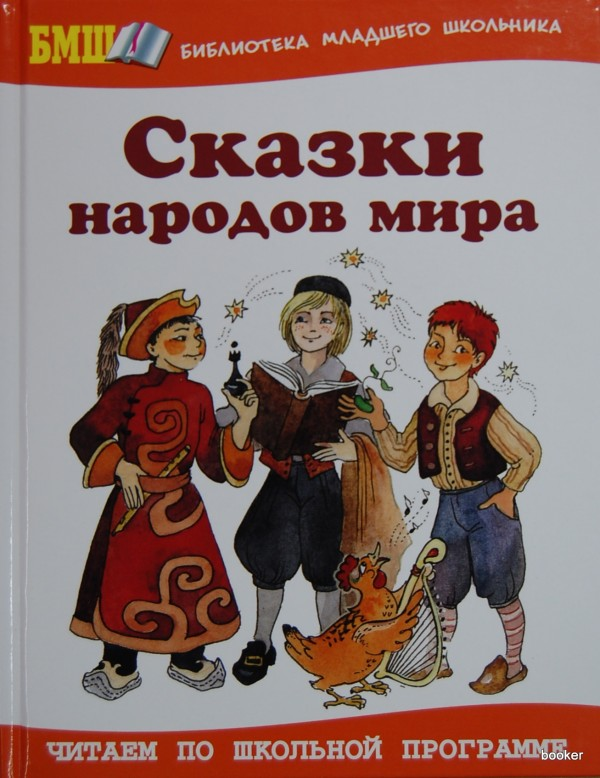 БМШ БИБЛИОТЕКА МЛАДШЕГО ШКОЛЬНИКА
Сказки
народов мира
ЧИТАЕМ ПО ШКОЛЬНОЙ ПРОГРАММЕ
booker